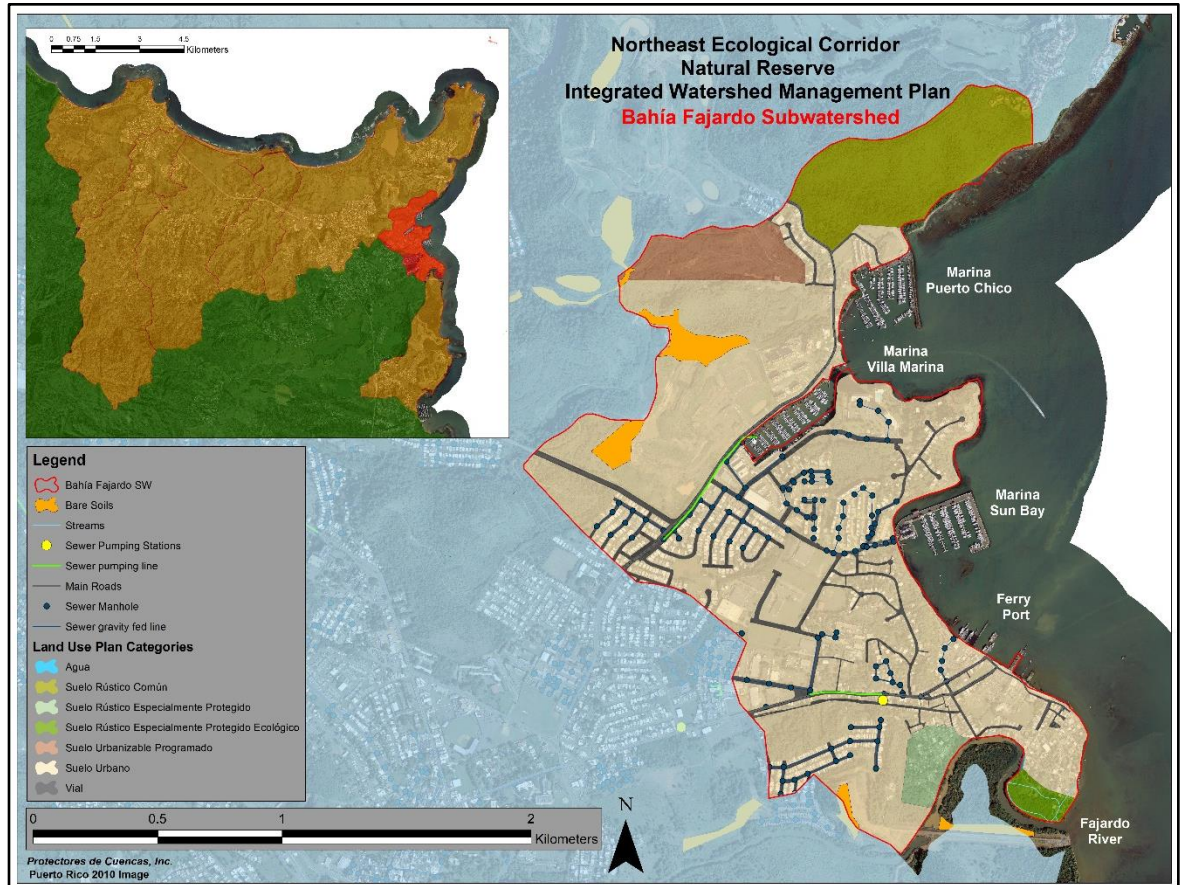 0 0.75 1.5 3 4.5
Kilometers
Northeast Ecological Corridor
Natural Reserve
Integrated Watershed Management Plan
Bahía Fajardo Subwatershed
Marina
Puerto Chico
Marina
Villa Marina
Marina
Sun Bay
Ferry
Port
Fajardo
River
Legend
Bahía Fajardo SW
Bare Soils
Streams
Sewer Pumping Stations
Sewer pumping line
Main Roads
Sewer Manhole
Sewer gravity fed line
Land Use Plan Categories
Agua
Suelo Rústico Común
Suelo Rústico Especialmente Protegido
Suelo Rústico Especialmente Protegido Ecológico
Suelo Urbanizable Programado
Suelo Urbano
Vial
0 0.5 1 2
Kilometers
N
Protectores de Cuencas, Inc.
Puerto Rico 2010 Image